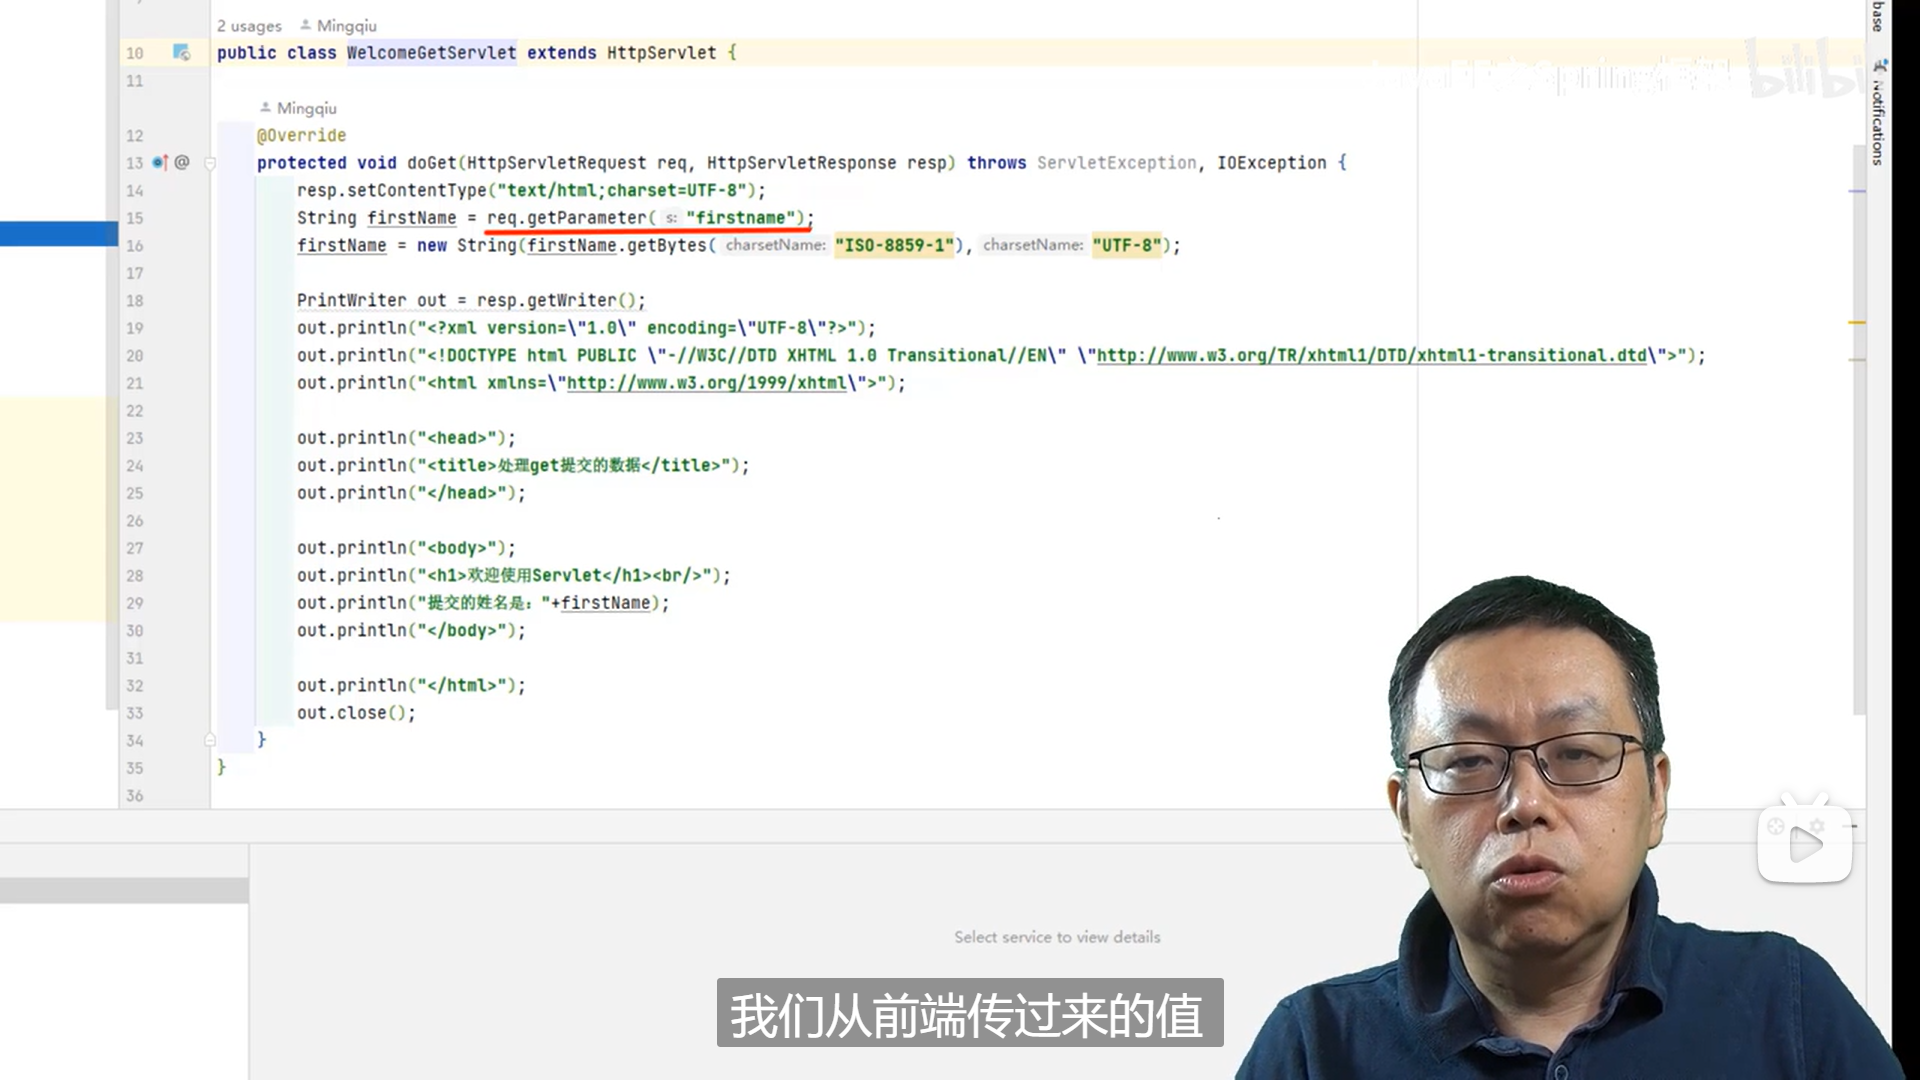 2 usages Mingqiu
10 public class WelcomeGetServlet extends HttpServlet {
11
Mingqiu
12 @Override
13 @ protected void doGet(HttpServletRequest req, HttpServletResponse resp) throws ServletException, IOException {
14 resp.setContentType("text/html;charset=UTF-8");
15 String firstName = req.getParameter( s: "firstname");
16 firstName = new String(firstName.getBytes( charsetName: "ISO-8859-1"), charsetName: "UTF-8");
17
18 PrintWriter out = resp.getWriter();
19 out.println("<?xml version=\"1.0\" encoding=\"UTF-8\"?>");
20 out.println("<!DOCTYPE html PUBLIC \"-//W3C//DTD XHTML 1.0 Transitional//EN\" \"http://www.w3.org/TR/xhtml1/DTD/xhtml1-transitional.dtd\">");
21 out.println("<html xmlns=\"http://www.w3.org/1999/xhtml\">");
22
23 out.println("<head>");
24 out.println("<title>处理get提交的数据</title>");
25 out.println("</head>");
26
27 out.println("<body>");
28 out.println("<h1>欢迎使用Servlet</h1><br/>");
29 out.println("提交的姓名是："+firstName);
30 out.println("</body>");
31
32 out.println("</html>");
33 out.close();
34 }
35 }
36
base
Notifications
bilibi
Select service to view details
我们从前端传过来的值